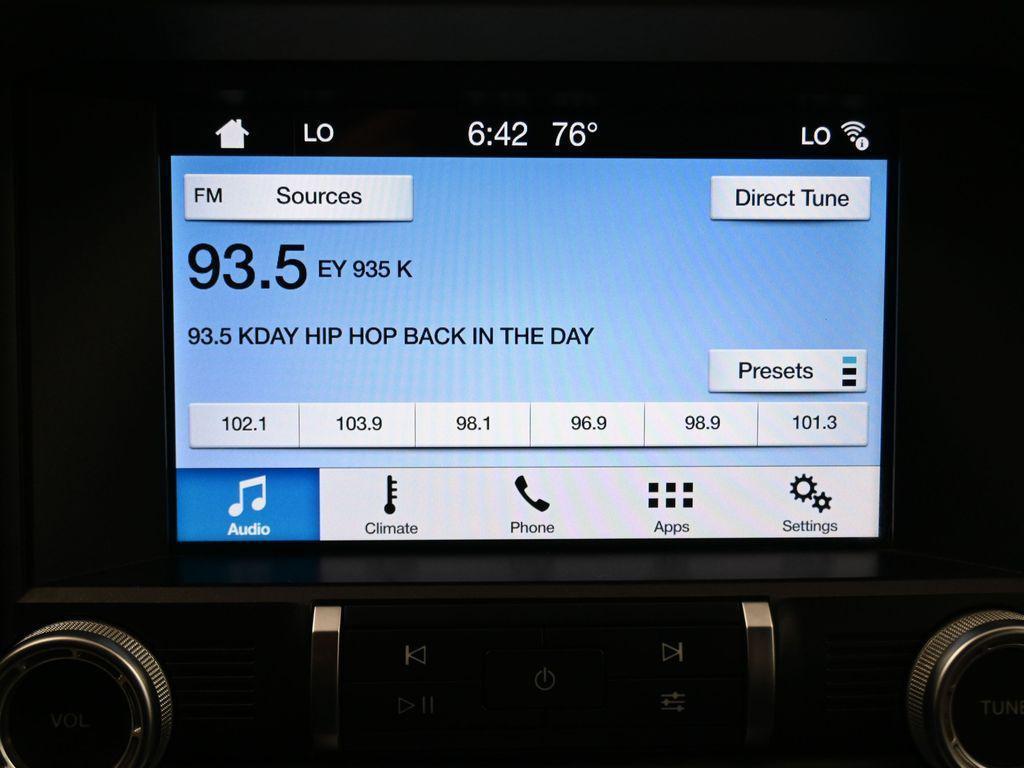 LO 6:42 76° LO
FM Sources Direct Tune
93.5 EY 935 K
93.5 KDAY HIP HOP BACK IN THE DAY
Presets
102.1 103.9 98.1 96.9 98.9 101.3
Audio Climate Phone Apps Settings
VOL TUNE